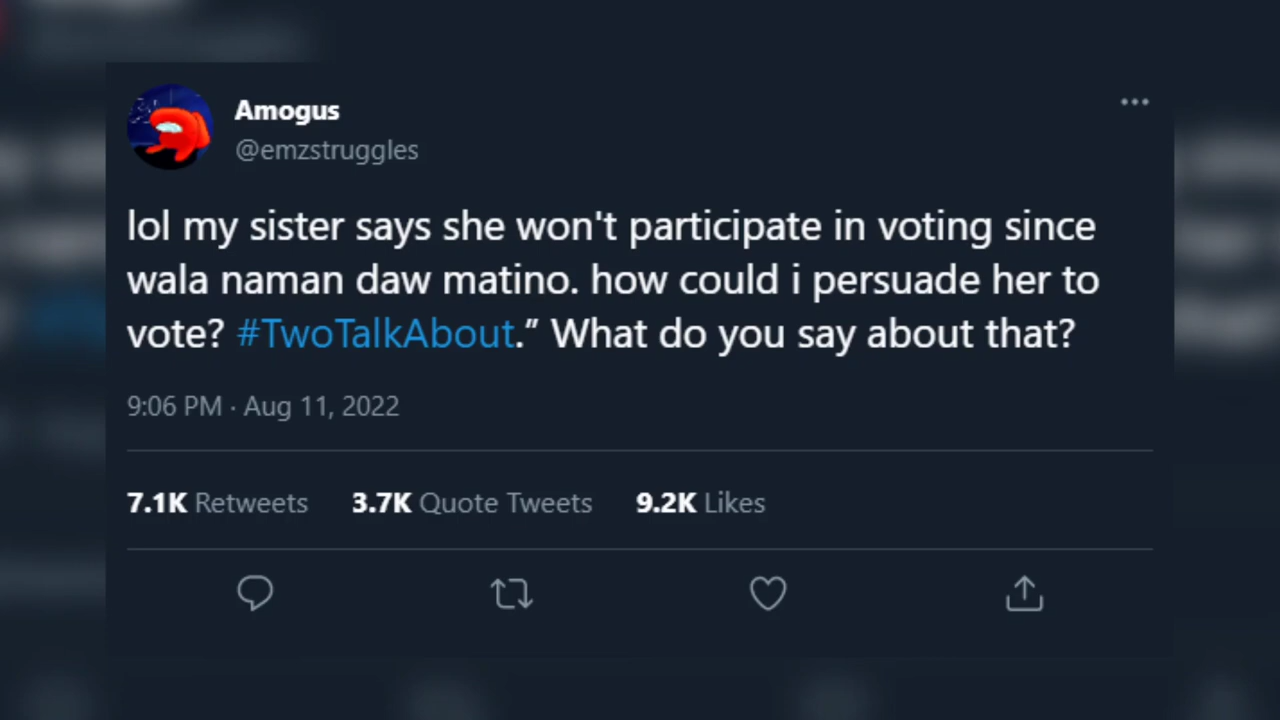 Amogus
@emzstruggles
lol my sister says she won't participate in voting since
wala naman daw matino. how could i persuade her to
vote? #TwoTalkAbout.” What do you say about that?
9:06 PM · Aug 11, 2022
7.1K Retweets 3.7K Quote Tweets 9.2K Likes